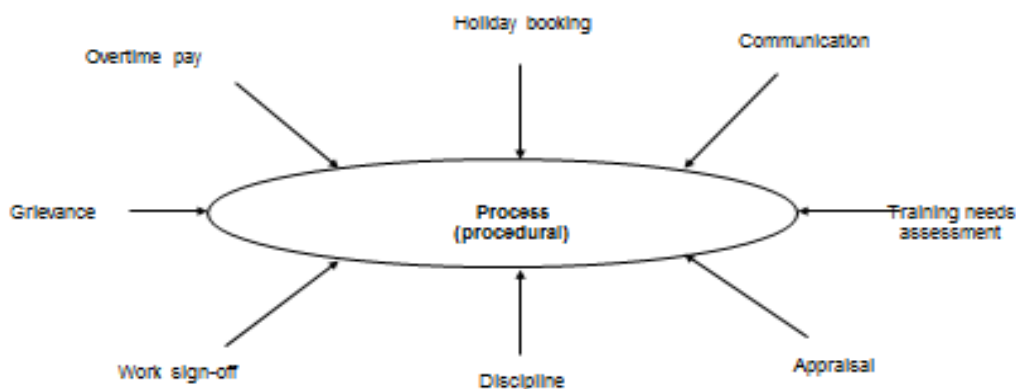 Holiday booking
Communication
Overtime pay
Grievance
Process
(procedural)
Training needs
assessment
Work sign-off
Discipline
Appraisal